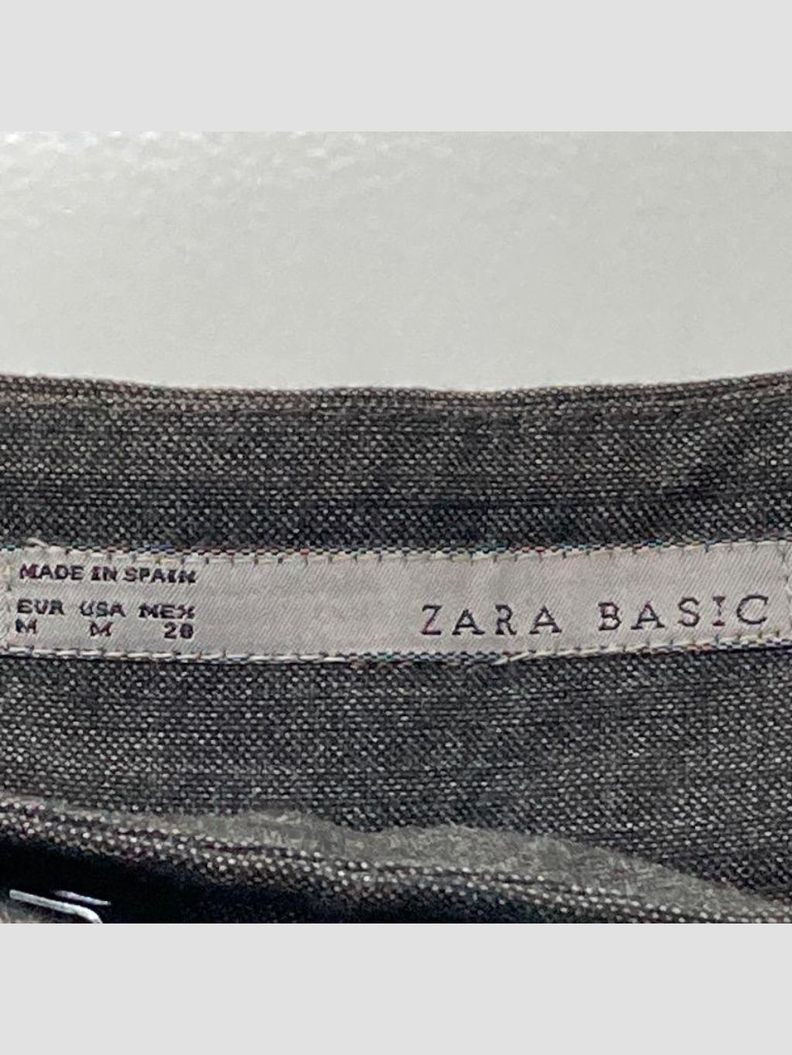 MADE IN SPAIN
EUR USA MEX
M M 28
ZARA BASIC